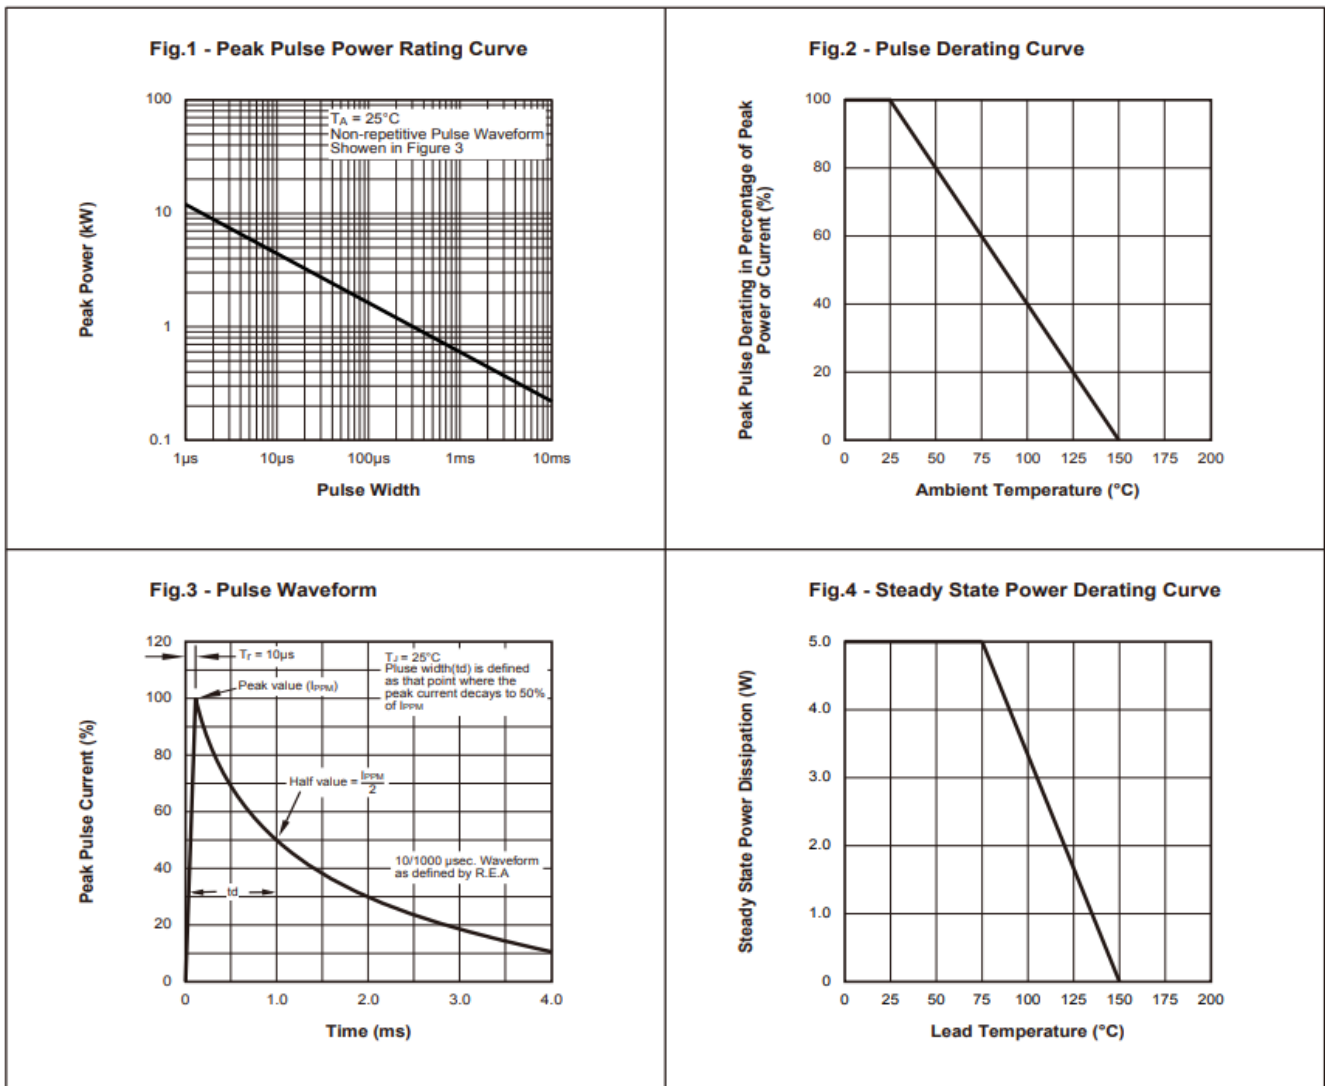 Fig.1 - Peak Pulse Power Rating Curve
Peak Power (kW)
100
10
1
0.1
TA = 25°C
Non-repetitive Pulse Waveform
Showen in Figure 3
1µs 10µs 100µs 1ms 10ms
Pulse Width
Fig.2 - Pulse Derating Curve
Peak Pulse Derating in Percentage of Peak
Power or Current (%)
100
80
60
40
20
0
0 25 50 75 100 125 150 175 200
Ambient Temperature (°C)
Fig.3 - Pulse Waveform
Peak Pulse Current (%)
120
100
80
60
40
20
0
Tr = 10µs
Peak value (IPPM)
TJ = 25°C
Pluse width(td) is defined
as that point where the
peak current decays to 50%
of IPPM
Half value = IPPM
2
10/1000 µsec. Waveform
as defined by R.E.A
td
0 1.0 2.0 3.0 4.0
Time (ms)
Fig.4 - Steady State Power Derating Curve
Steady State Power Dissipation (W)
5.0
4.0
3.0
2.0
1.0
0
0 25 50 75 100 125 150 175 200
Lead Temperature (°C)